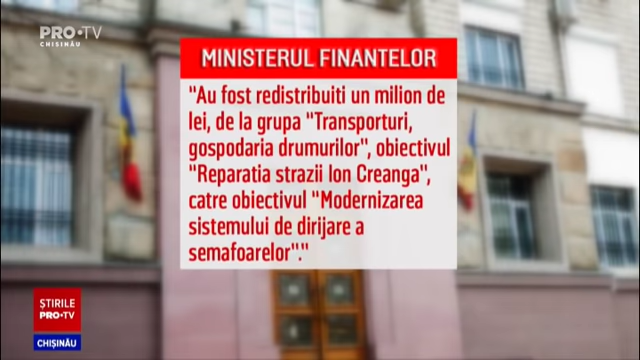 PRO•TV
CHIȘINĂU
MINISTERUL FINANTELOR
"Au fost redistribuiti un milion de
lei, de la grupa "Transporturi,
gospodaria drumurilor", obiectivul
"Reparatia strazii Ion Creanga",
catre obiectivul "Modernizarea
sistemului de dirijare a
semafoarelor"."
ȘTIRILE
PRO•TV
CHIȘINĂU